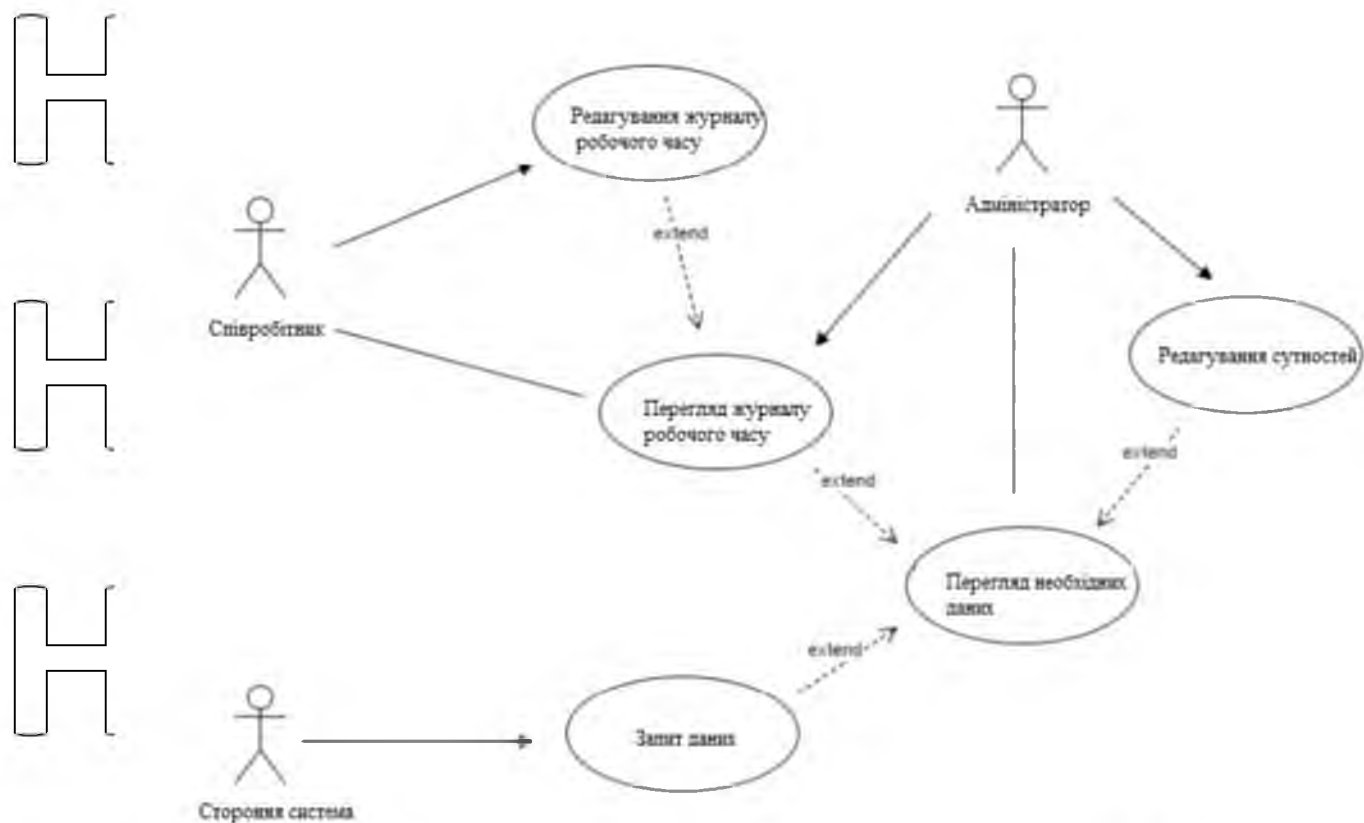 Редагування журналу
робочого часу
Адміністратор
extend
Співробітник
Редагування сутностей
Перегляд журналу
робочого часу
extend
extend
Перегляд необхідних
даних
extend
Запит даних
Стороння система